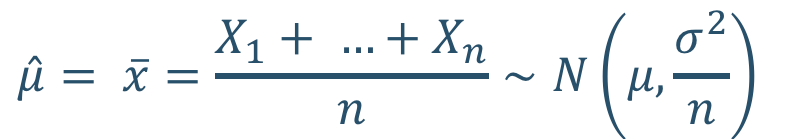 μ̂ = x̄ = (X₁ + … + Xₙ)/n ~ N(μ, σ²/n)